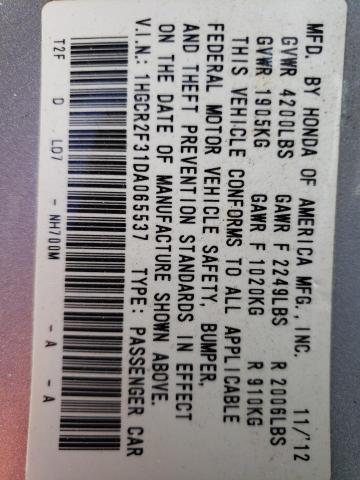 MFD. BY HONDA OF AMERICA MFG., INC. 11/'12
GVWR 4200LBS GAWR F 2249LBS R 2006LBS
GVWR 1905KG GAWR F 1020KG R 910KG
THIS VEHICLE CONFORMS TO ALL APPLICABLE
FEDERAL MOTOR VEHICLE SAFETY, BUMPER,
AND THEFT PREVENTION STANDARDS IN EFFECT
ON THE DATE OF MANUFACTURE SHOWN ABOVE.
V.I.N.: 1HGCR2F31DA065537 TYPE: PASSENGER CAR
T2F D LD7 - NH700M - A - A